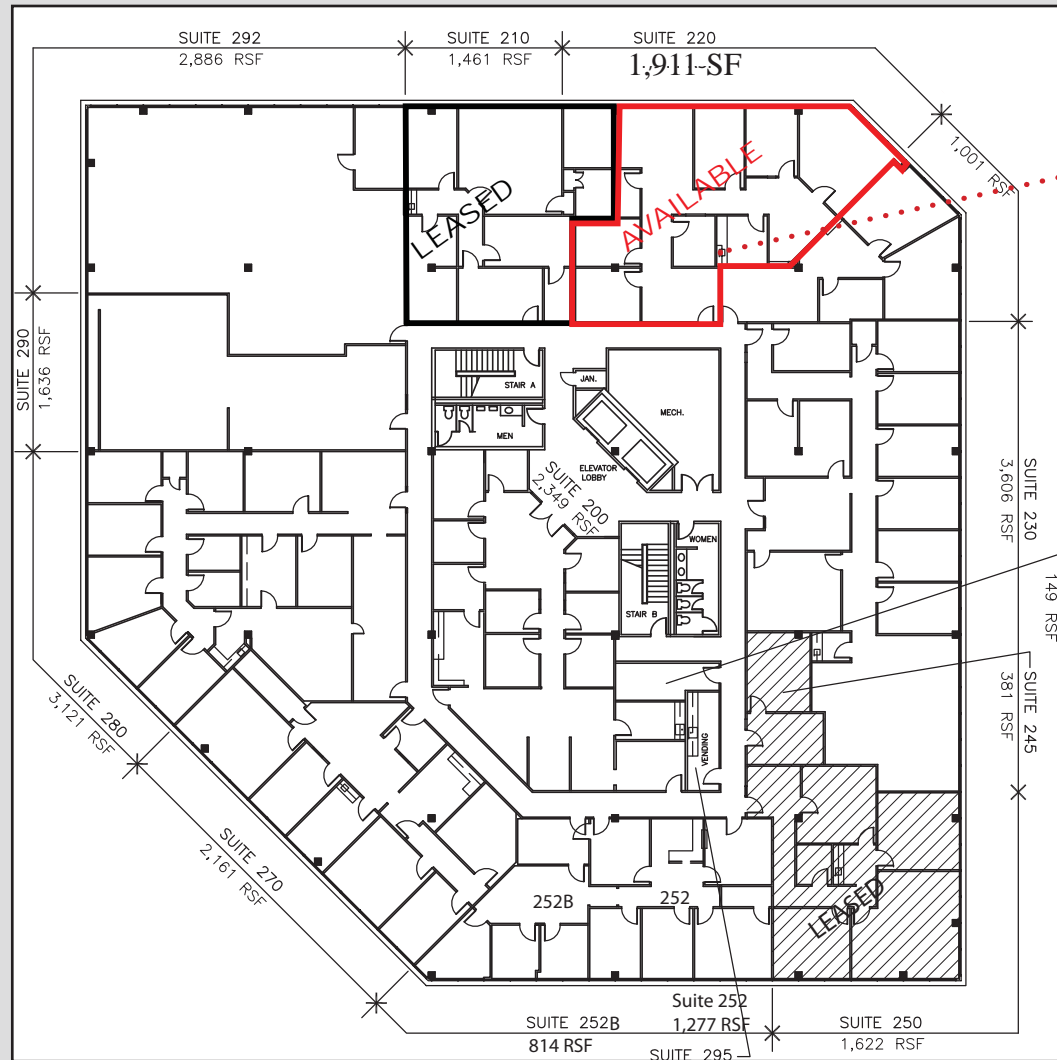 SUITE 292
2,886 RSF
SUITE 210
1,461 RSF
SUITE 220
1,911 SF
1,001 RSF
LEASED
AVAILABLE
SUITE 290
1,636 RSF
STAIR A
JAN.
MECH.
MEN
ELEVATOR
LOBBY
SUITE 200
2,349 RSF
SUITE 230
3,606 RSF
WOMEN
STAIR B
149 RSF
SUITE 245
381 RSF
SUITE 280
3,121 RSF
VENDING
SUITE 270
2,161 RSF
252B
252
LEASED
Suite 252
1,277 RSF
SUITE 252B
814 RSF
SUITE 250
1,622 RSF
SUITE 295